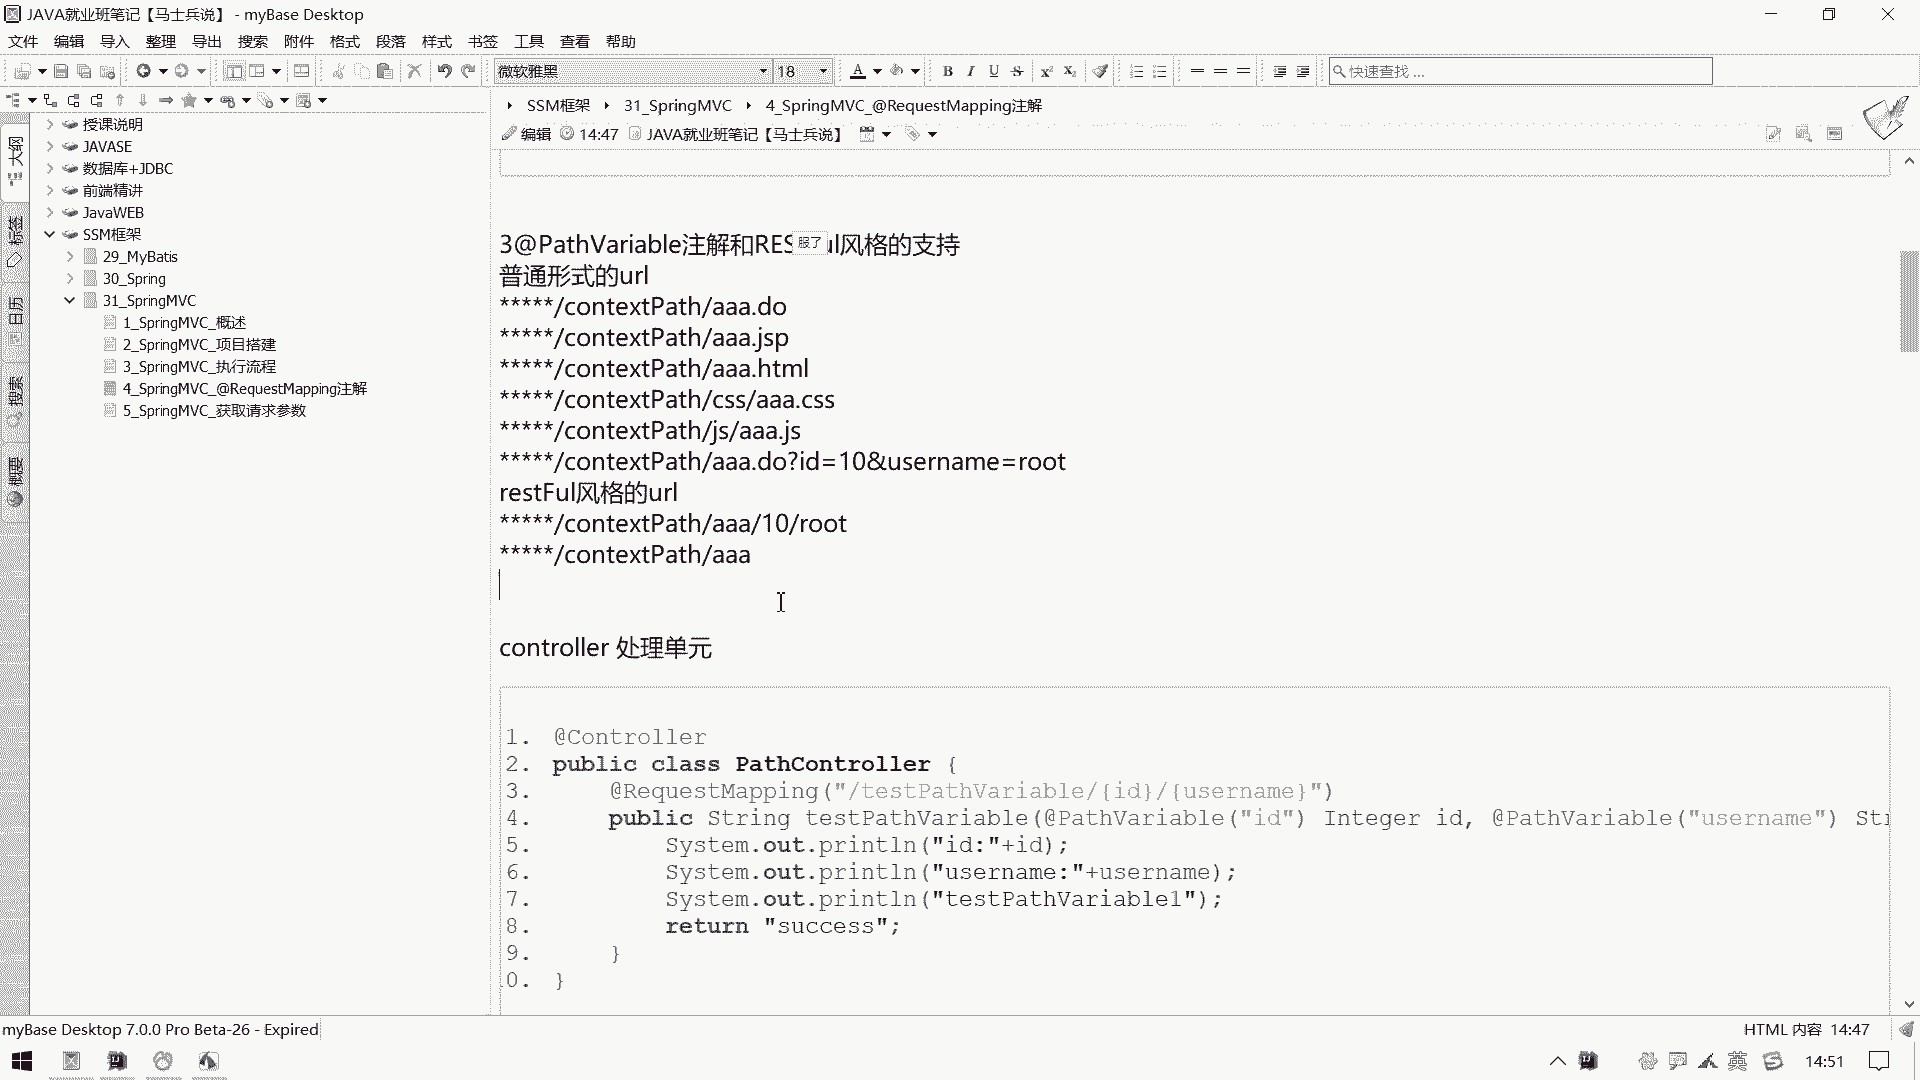 JAVA就业班笔记【马士兵说】 - myBase Desktop
文件 编辑 导入 整理 导出 搜索 附件 格式 段落 样式 书签 工具 查看 帮助
微软雅黑 18 A B I U S x² X₂ 快速查找 ...
SSM框架 31_SpringMVC 4_SpringMVC_@RequestMapping注解
编辑 14:47 JAVA就业班笔记【马士兵说】
大纲
标签
日历
搜索
概要
授课说明
JAVASE
数据库+JDBC
前端精讲
JavaWEB
SSM框架
29_MyBatis
30_Spring
31_SpringMVC
1_SpringMVC_概述
2_SpringMVC_项目搭建
3_SpringMVC_执行流程
4_SpringMVC_@RequestMapping注解
5_SpringMVC_获取请求参数
3@PathVariable注解和RES 服了 ul风格的支持
普通形式的url
*****/contextPath/aaa.do
*****/contextPath/aaa.jsp
*****/contextPath/aaa.html
*****/contextPath/css/aaa.css
*****/contextPath/js/aaa.js
*****/contextPath/aaa.do?id=10&username=root
restFul风格的url
*****/contextPath/aaa/10/root
*****/contextPath/aaa
controller 处理单元
1. @Controller
2. public class PathController {
3. @RequestMapping("/testPathVariable/{id}/{username}")
4. public String testPathVariable(@PathVariable("id") Integer id, @PathVariable("username") Str
5. System.out.println("id:"+id);
6. System.out.println("username:"+username);
7. System.out.println("testPathVariable1");
8. return "success";
9. }
0. }
myBase Desktop 7.0.0 Pro Beta-26 - Expired
HTML 内容 14:47
英 14:51